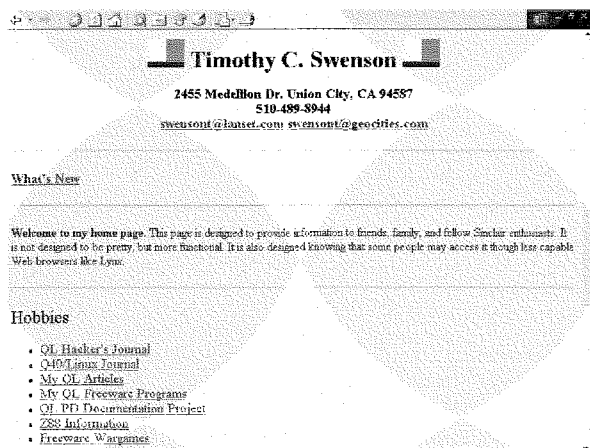 Timothy C. Swenson
2455 Medallion Dr. Union City, CA 94587
510-489-8944
swensont@lanset.com swensont@geocities.com
What's New
Welcome to my home page. This page is designed to provide information to friends, family, and fellow Sinclair enthusiasts. It
is not designed to be pretty, but more functional. It is also designed knowing that some people may access it though less capable
Web browsers like Lynx.
Hobbies
QL Hacker's Journal
Q40/Linux Journal
My QL Articles
My QL Freeware Programs
QL PD Documentation Project
Z88 Information
Freeware Wargames